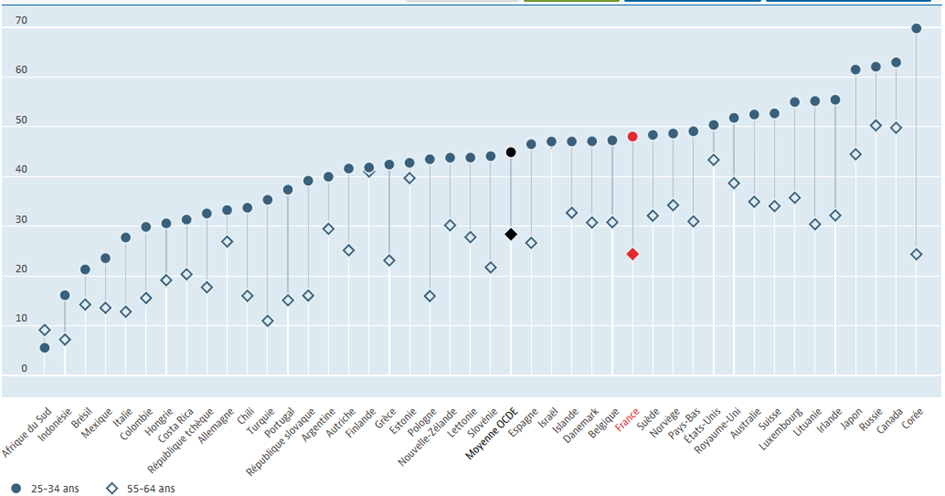 70
60
50
40
30
20
10
0
Afrique du Sud
Indonésie
Brésil
Mexique
Italie
Colombie
Hongrie
Costa Rica
République tchèque
Allemagne
Chili
Turquie
Portugal
République slovaque
Argentine
Autriche
Finlande
Grèce
Estonie
Pologne
Nouvelle-Zélande
Lettonie
Slovénie
Moyenne OCDE
Espagne
Israël
Islande
Danemark
Belgique
France
Suède
Norvège
Pays-Bas
États-Unis
Royaume-Uni
Australie
Suisse
Luxembourg
Lituanie
Irlande
Japon
Russie
Canada
Corée
25-34 ans
55-64 ans